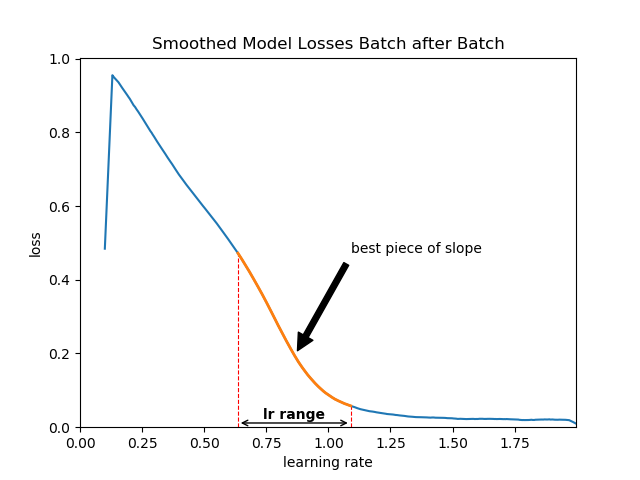 Smoothed Model Losses Batch after Batch
1.0
0.8
0.6
0.4
0.2
0.0
loss
best piece of slope
lr range
0.00 0.25 0.50 0.75 1.00 1.25 1.50 1.75
learning rate